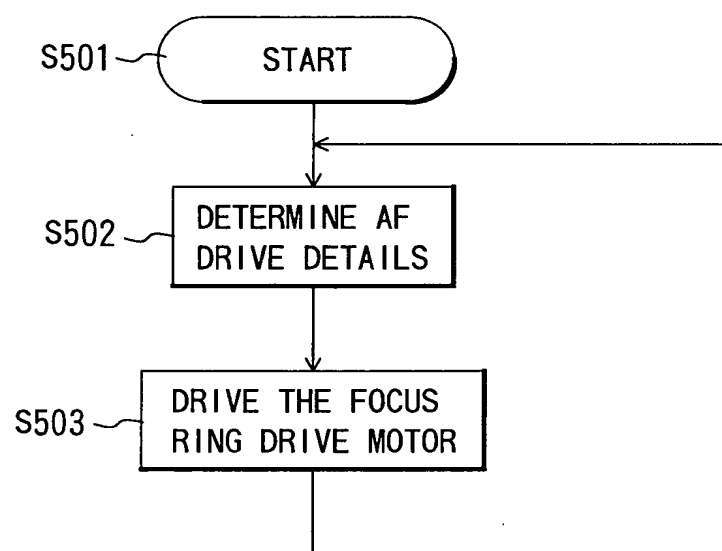 S501
START
S502
DETERMINE AF
DRIVE DETAILS
S503
DRIVE THE FOCUS
RING DRIVE MOTOR